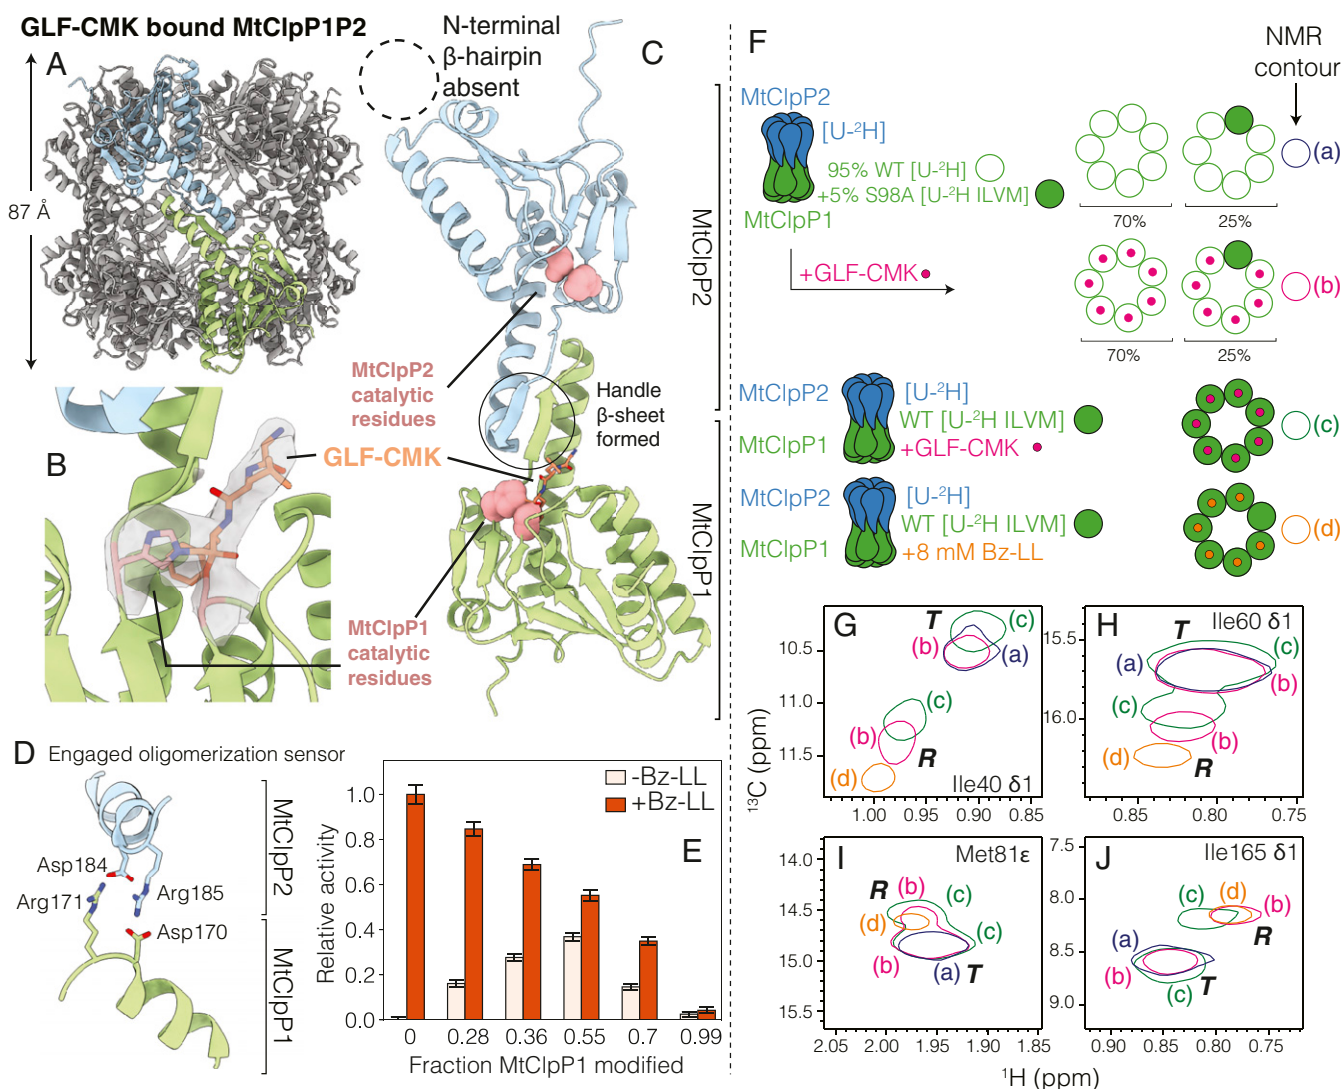 GLF-CMK bound MtClpP1P2
A
87 Å
N-terminal
β-hairpin
absent
C
MtClpP2
MtClpP2
catalytic
residues
Handle
β-sheet
formed
B
GLF-CMK
MtClpP1
MtClpP1
catalytic
residues
D Engaged oligomerization sensor
Asp184
Arg171
Arg185
Asp170
MtClpP2
MtClpP1
E
-Bz-LL
+Bz-LL
Relative activity
1.0
0.8
0.6
0.4
0.2
0.0
0 0.28 0.36 0.55 0.7 0.99
Fraction MtClpP1 modified
F
NMR
contour
MtClpP2
[U-²H]
95% WT [U-²H]
+5% S98A [U-²H ILVM]
MtClpP1
70% 25%
(a)
+GLF-CMK
70% 25%
(b)
MtClpP2 [U-²H]
WT [U-²H ILVM]
MtClpP1 +GLF-CMK
(c)
MtClpP2 [U-²H]
WT [U-²H ILVM]
MtClpP1 +8 mM Bz-LL
(d)
G
T
(c)
(b)
(a)
(c)
(b)
R
(d)
Ile40 δ1
10.5
11.0
11.5
1.00 0.95 0.90 0.85
¹³C (ppm)
H
Ile60 δ1
T
(c)
(a)
(b)
(c)
(b)
(d)
R
15.5
16.0
0.85 0.80 0.75
I
Met81ε
R
(b)
(c)
(d)
(c)
(b)
(a)
T
14.0
14.5
15.0
15.5
2.05 2.00 1.95 1.90 1.85
J
Ile165 δ1
(d)
(c)
(b)
R
(a)
(b)
(c)
T
7.5
8.0
8.5
9.0
0.90 0.85 0.80 0.75
¹H (ppm)